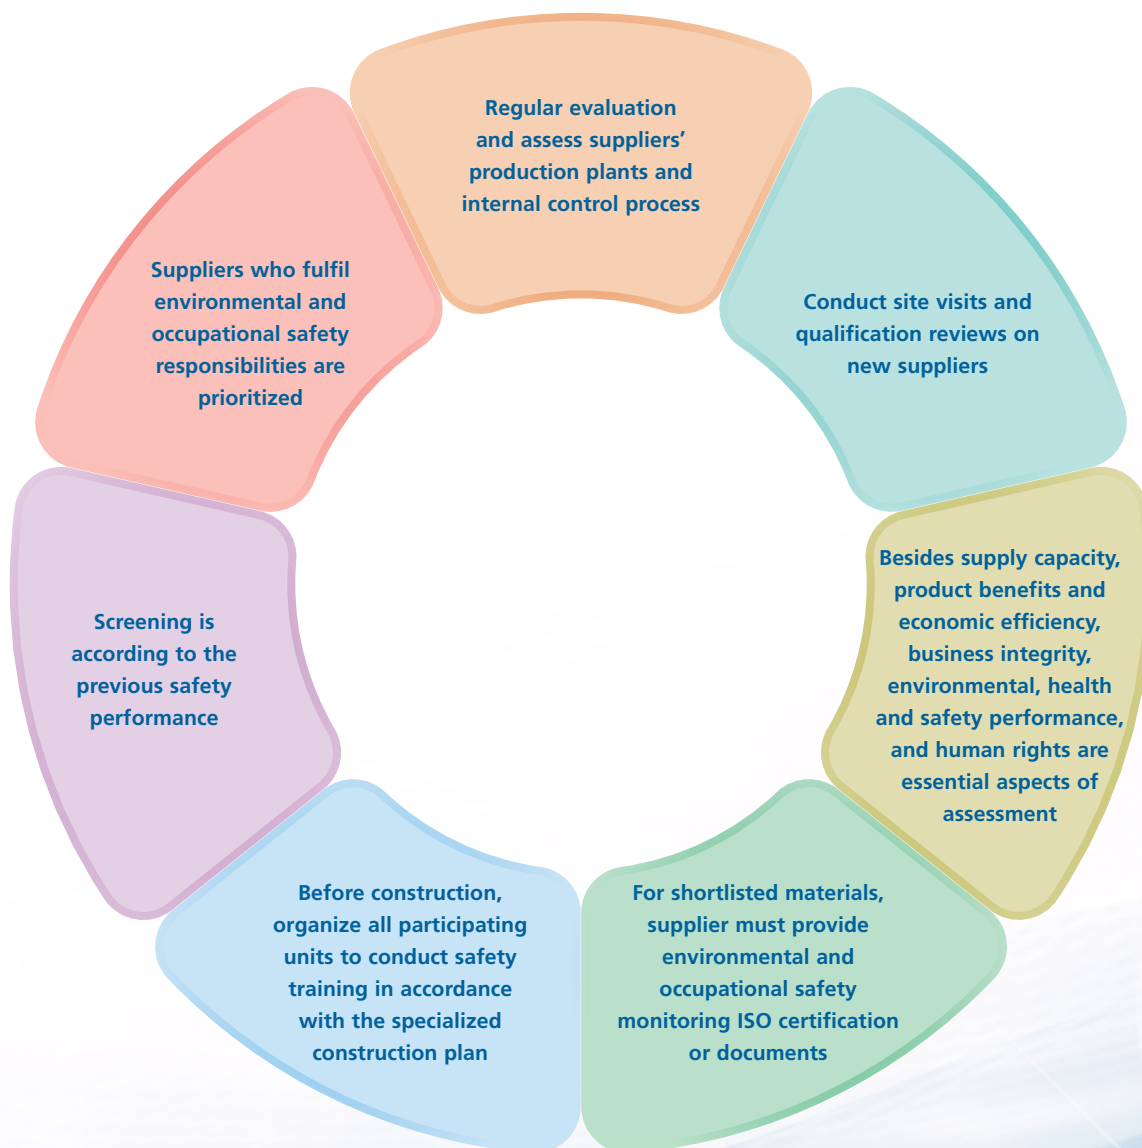 Regular evaluation
and assess suppliers’
production plants and
internal control process
Conduct site visits and
qualification reviews on
new suppliers
Besides supply capacity,
product benefits and
economic efficiency,
business integrity,
environmental, health
and safety performance,
and human rights are
essential aspects of
assessment
For shortlisted materials,
supplier must provide
environmental and
occupational safety
monitoring ISO certification
or documents
Before construction,
organize all participating
units to conduct safety
training in accordance
with the specialized
construction plan
Screening is
according to the
previous safety
performance
Suppliers who fulfil
environmental and
occupational safety
responsibilities are
prioritized